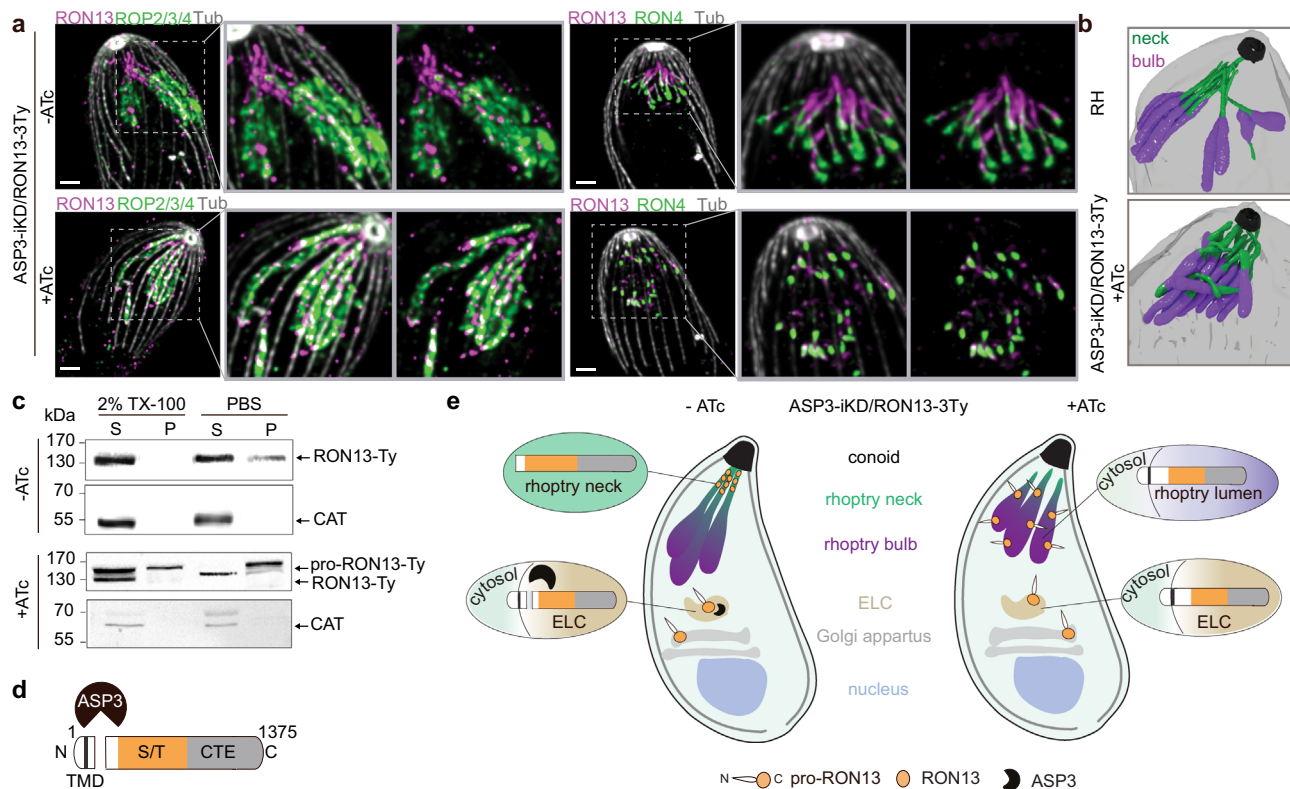 a
ASP3-iKD/RON13-3Ty
-ATc
+ATc
RON13 ROP2/3/4 Tub
RON13 RON4 Tub
RON13 ROP2/3/4 Tub
RON13 RON4 Tub
b
neck
bulb
RH
ASP3-iKD/RON13-3Ty
+ATc
c
2% TX-100 PBS
kDa S P S P
-ATc
170
130
RON13-Ty
70
55
CAT
+ATc
170
130
pro-RON13-Ty
RON13-Ty
70
55
CAT
d
ASP3
1 1375
N S/T CTE C
TMD
e
- ATc ASP3-iKD/RON13-3Ty +ATc
rhoptry neck
cytosol
ELC
conoid
rhoptry neck
rhoptry bulb
ELC
Golgi appartus
nucleus
cytosol
rhoptry lumen
cytosol
ELC
N C pro-RON13 RON13 ASP3